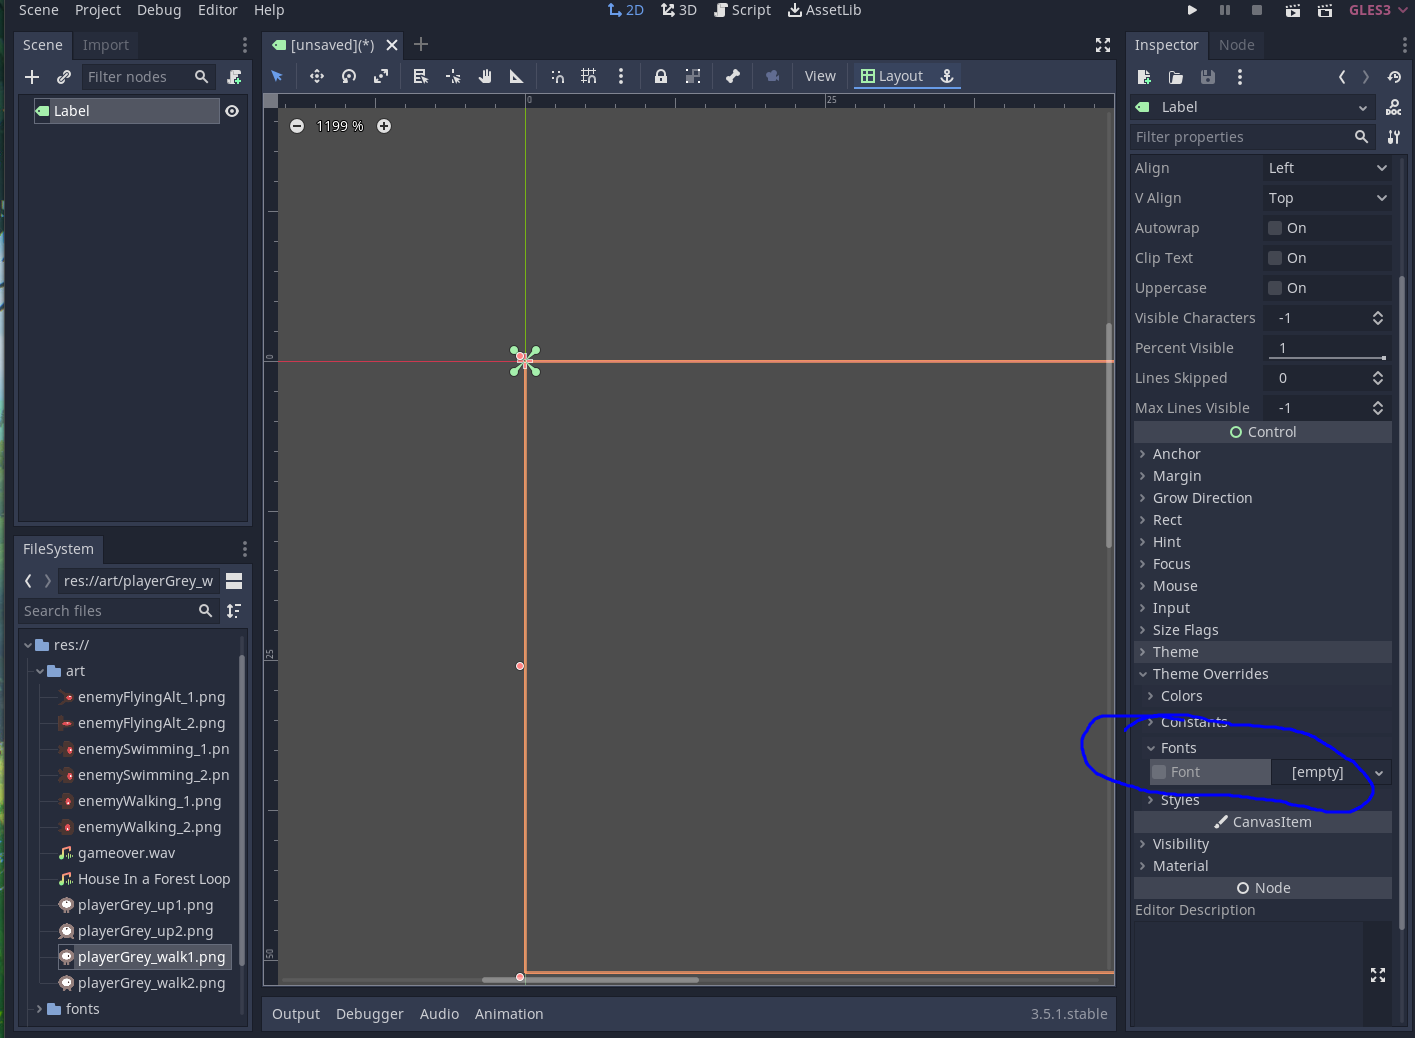 Scene Project Debug Editor Help
2D 3D Script AssetLib
GLES3
Scene Import
Filter nodes
Label
FileSystem
res://art/playerGrey_w
Search files
res://
art
enemyFlyingAlt_1.png
enemyFlyingAlt_2.png
enemySwimming_1.pn
enemySwimming_2.pn
enemyWalking_1.png
enemyWalking_2.png
gameover.wav
House In a Forest Loop
playerGrey_up1.png
playerGrey_up2.png
playerGrey_walk1.png
playerGrey_walk2.png
fonts
[unsaved](*)
View Layout
0 25
1199 %
0
25
50
Output Debugger Audio Animation 3.5.1.stable
Inspector Node
Label
DOC
Filter properties
Align Left
V Align Top
Autowrap On
Clip Text On
Uppercase On
Visible Characters -1
Percent Visible 1
Lines Skipped 0
Max Lines Visible -1
Control
Anchor
Margin
Grow Direction
Rect
Hint
Focus
Mouse
Input
Size Flags
Theme
Theme Overrides
Colors
Constants
Fonts
Font [empty]
Styles
CanvasItem
Visibility
Material
Node
Editor Description